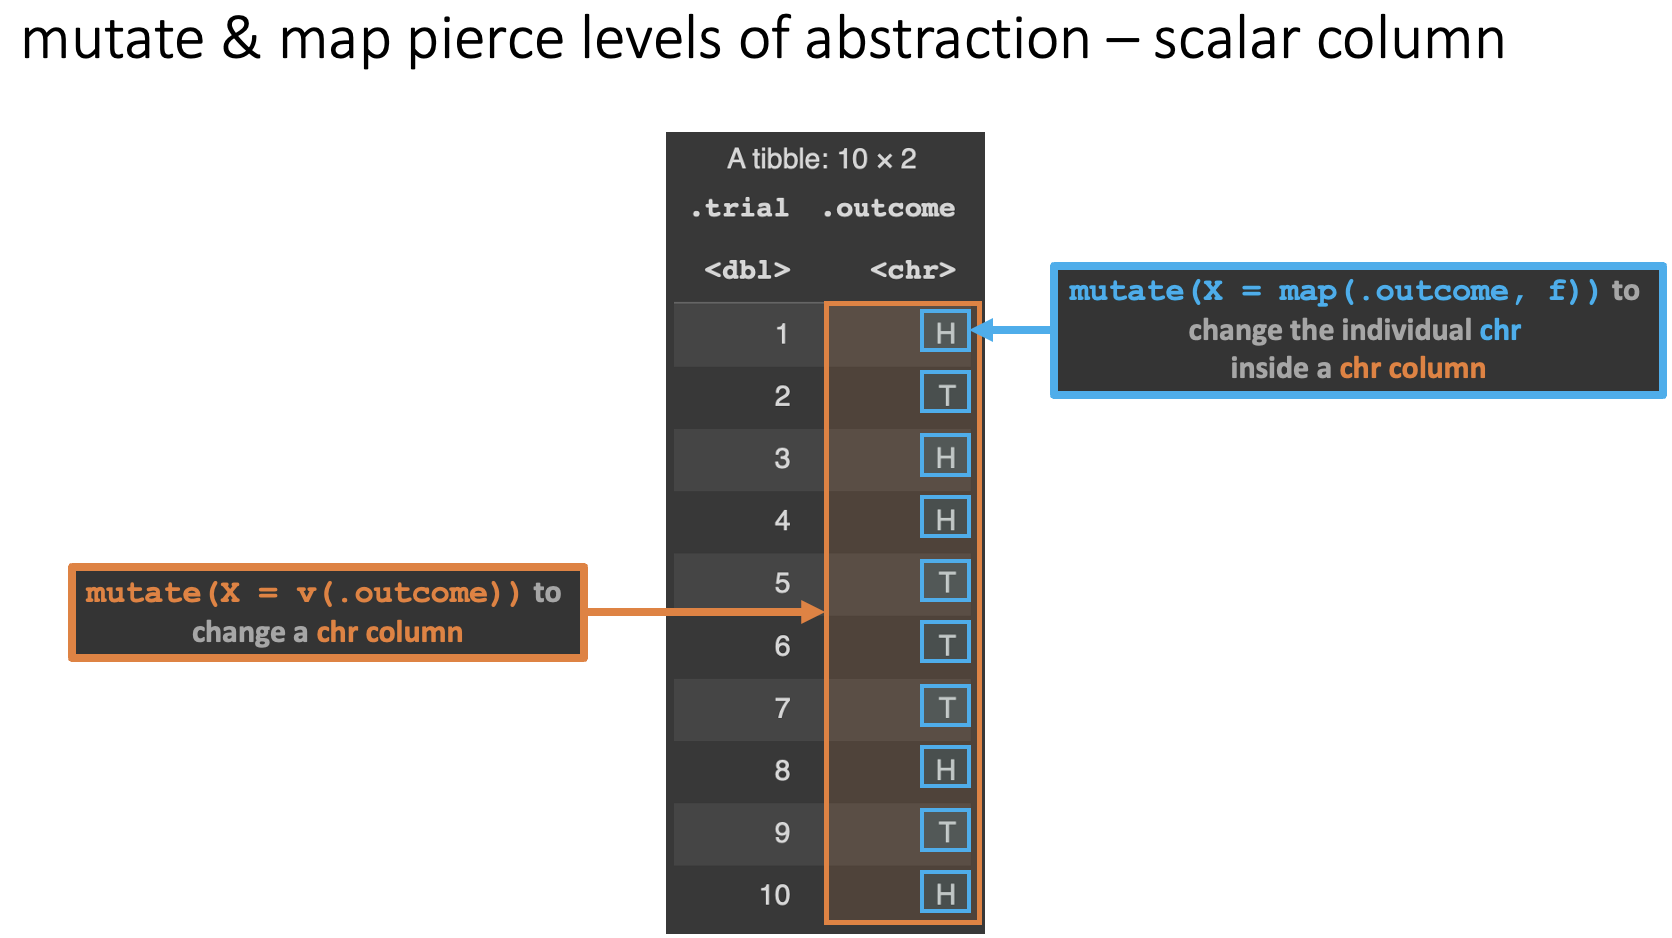 mutate & map pierce levels of abstraction – scalar column
A tibble: 10 × 2
.trial .outcome
<dbl> <chr>
1 H
2 T
3 H
4 H
5 T
6 T
7 T
8 H
9 T
10 H
mutate(X = map(.outcome, f)) to
change the individual chr
inside a chr column
mutate(X = v(.outcome)) to
change a chr column